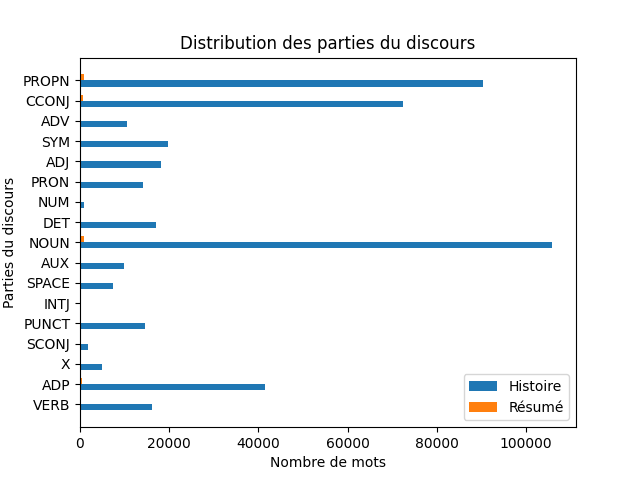 Distribution des parties du discours
Parties du discours
PROPN
CCONJ
ADV
SYM
ADJ
PRON
NUM
DET
NOUN
AUX
SPACE
INTJ
PUNCT
SCONJ
X
ADP
VERB
Histoire
Résumé
0 20000 40000 60000 80000 100000
Nombre de mots